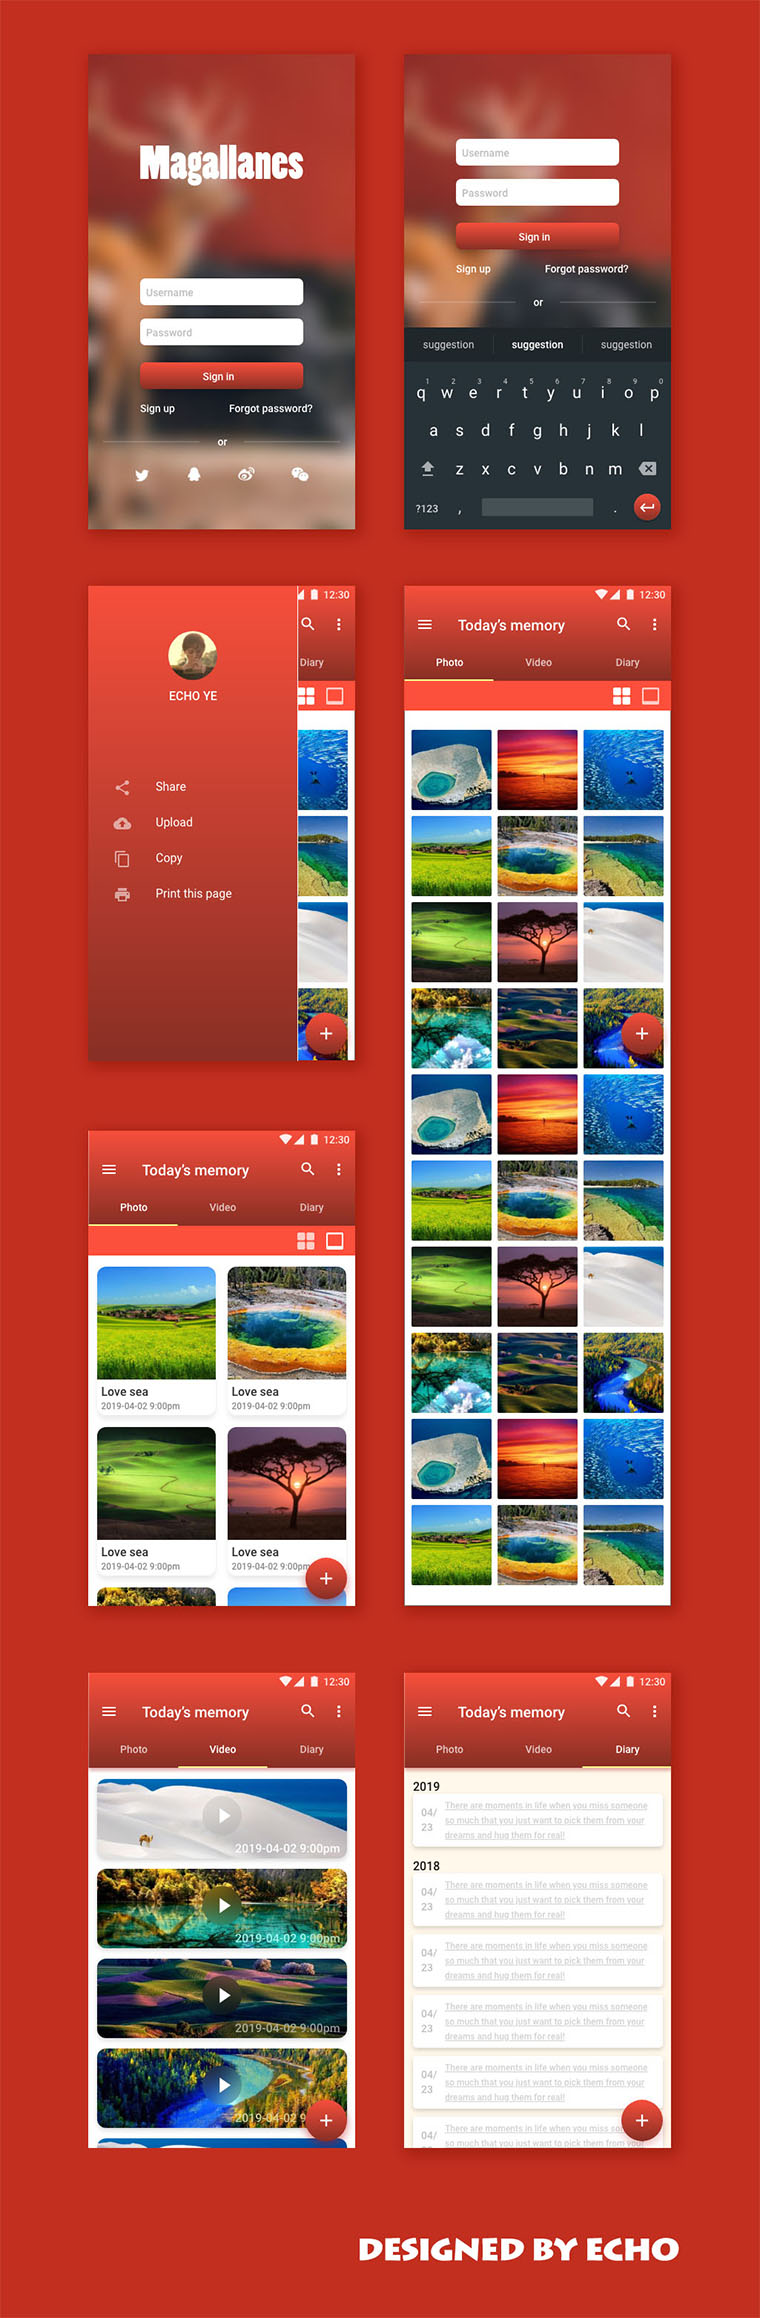 Magallanes
Username
Password
Sign in
Sign up
Forgot password?
or
Username
Password
Sign in
Sign up
Forgot password?
or
suggestion
suggestion
suggestion
1 2 3 4 5 6 7 8 9 0
q w e r t y u i o p
a s d f g h j k l
z x c v b n m
?123 , .
12:30
Diary
ECHO YE
Share
Upload
Copy
Print this page
12:30
Today's memory
Photo
Video
Diary
12:30
Today's memory
Photo
Video
Diary
Love sea
2019-04-02 9:00pm
Love sea
2019-04-02 9:00pm
Love sea
2019-04-02 9:00pm
Love sea
2019-04-02 9:00pm
12:30
Today's memory
Photo
Video
Diary
2019-04-02 9:00pm
2019-04-02 9:00pm
2019-04-02 9:00pm
2019-04-02 9
12:30
Today's memory
Photo
Video
Diary
2019
04/
23
There are moments in life when you miss someone
so much that you just want to pick them from your
dreams and hug them for real!
2018
04/
23
There are moments in life when you miss someone
so much that you just want to pick them from your
dreams and hug them for real!
04/
23
There are moments in life when you miss someone
so much that you just want to pick them from your
dreams and hug them for real!
04/
23
There are moments in life when you miss someone
so much that you just want to pick them from your
dreams and hug them for real!
04/
23
There are moments in life when you miss someone
so much that you just want to pick them from your
dreams and hug them for real!
04/
There are moments in life when you miss
so much that you just want to pick them from your
DESIGNED BY ECHO